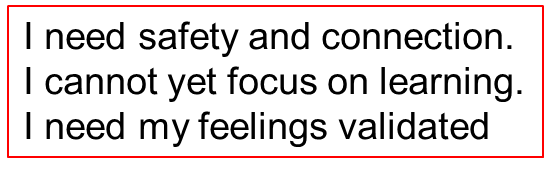 I need safety and connection.
I cannot yet focus on learning.
I need my feelings validated